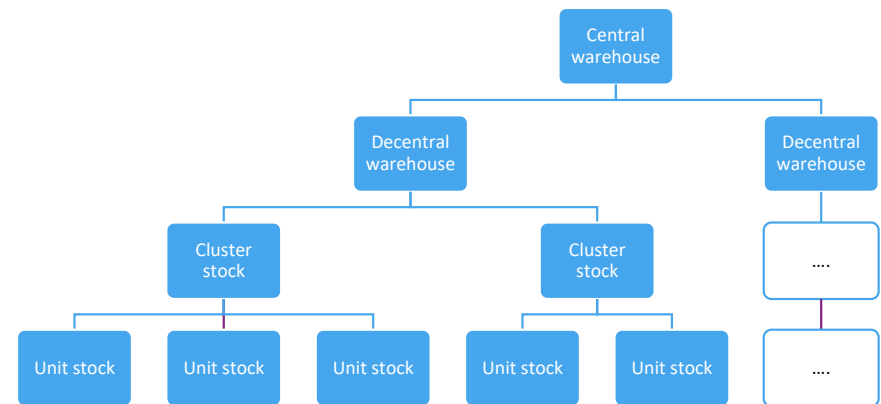 Central
warehouse
Decentral
warehouse
Decentral
warehouse
Cluster
stock
Cluster
stock
....
Unit stock
Unit stock
Unit stock
Unit stock
Unit stock
....